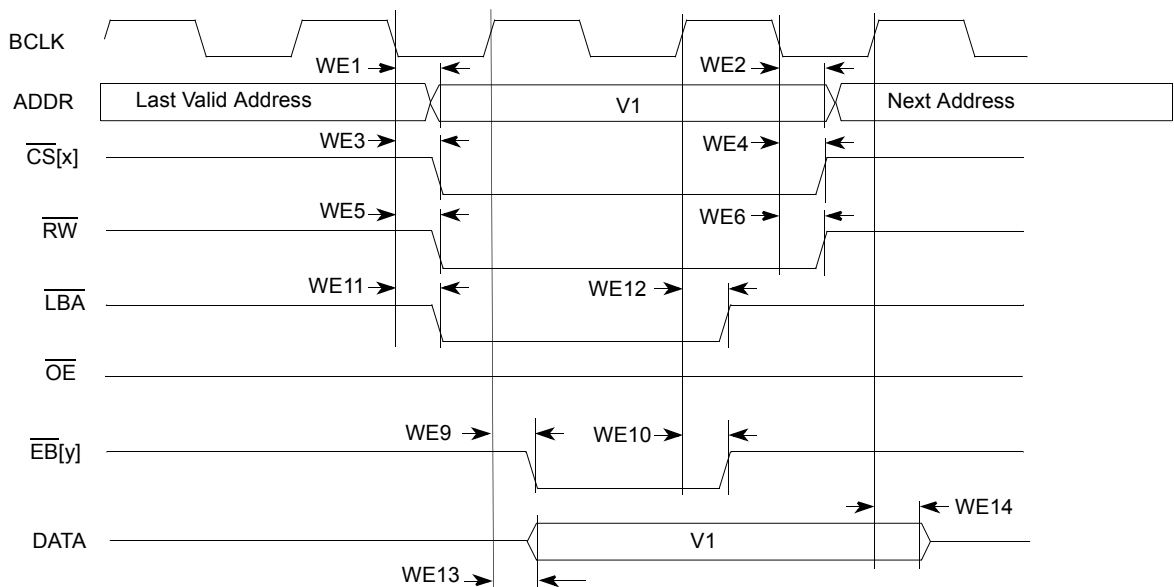 BCLK
WE1
WE2
ADDR
Last Valid Address
V1
Next Address
WE3
WE4
CS[x]
WE5
WE6
RW
WE11
WE12
LBA
OE
WE9
WE10
EB[y]
WE14
DATA
V1
WE13